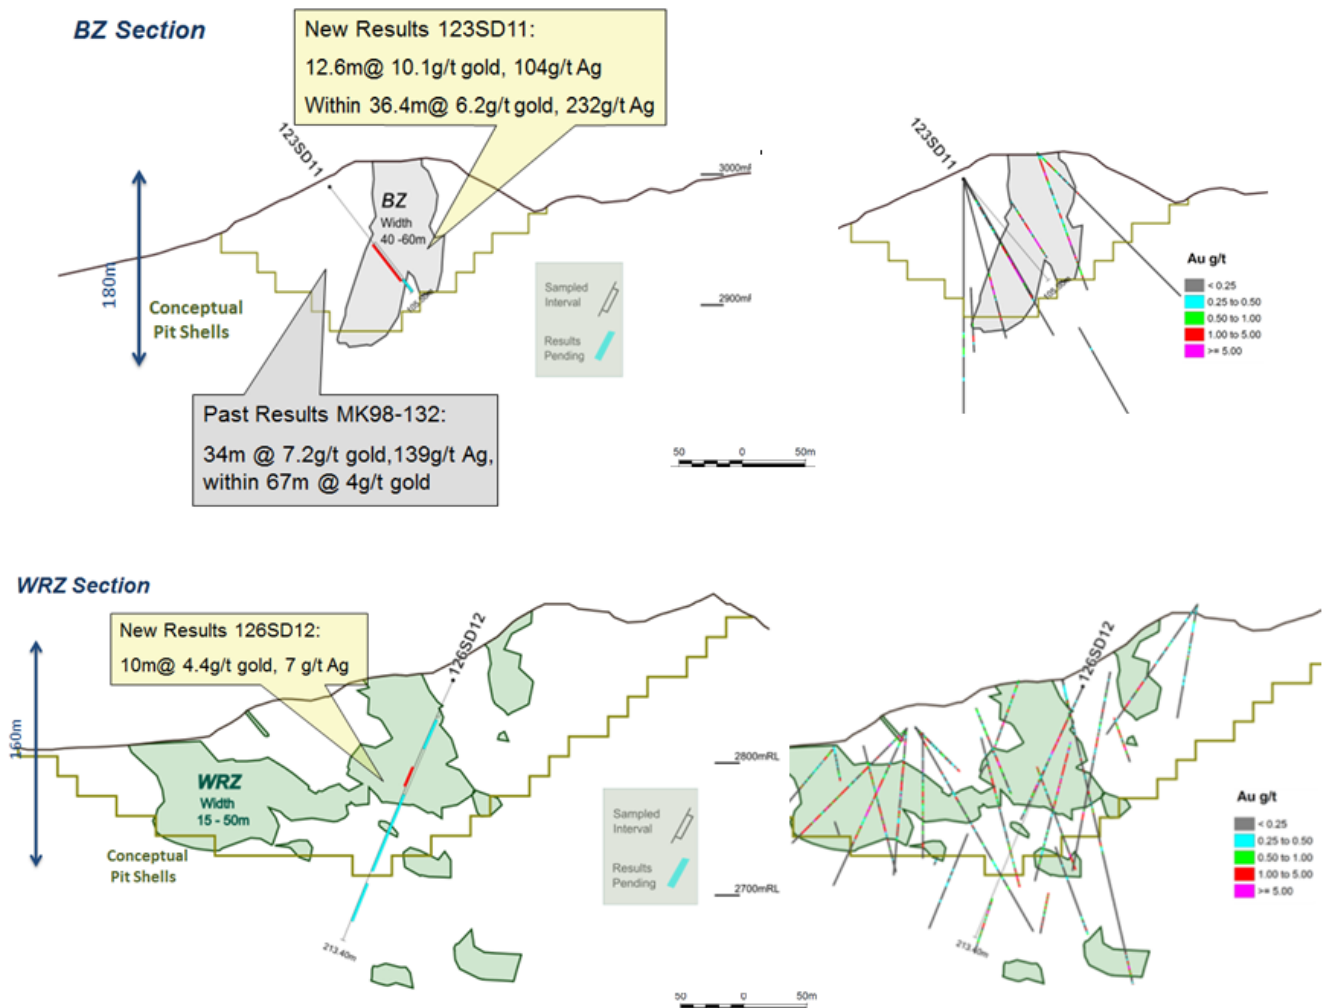 BZ Section
New Results 123SD11:
12.6m@ 10.1g/t gold, 104g/t Ag
Within 36.4m@ 6.2g/t gold, 232g/t Ag
123SD11
BZ
Width
40 -60m
180m
Conceptual
Pit Shells
Past Results MK98-132:
34m @ 7.2g/t gold,139g/t Ag,
within 67m @ 4g/t gold
Sampled
Interval
Results
Pending
2900mR
50 0 50m
123SD11
Au g/t
< 0.25
0.25 to 0.50
0.50 to 1.00
1.00 to 5.00
>= 5.00
WRZ Section
New Results 126SD12:
10m@ 4.4g/t gold, 7 g/t Ag
126SD12
160m
WRZ
Width
15 - 50m
Conceptual
Pit Shells
213.40m
2800mRL
Sampled
Interval
Results
Pending
2700mRL
50 0 50m
126SD12
213.40m
Au g/t
< 0.25
0.25 to 0.50
0.50 to 1.00
1.00 to 5.00
>= 5.00